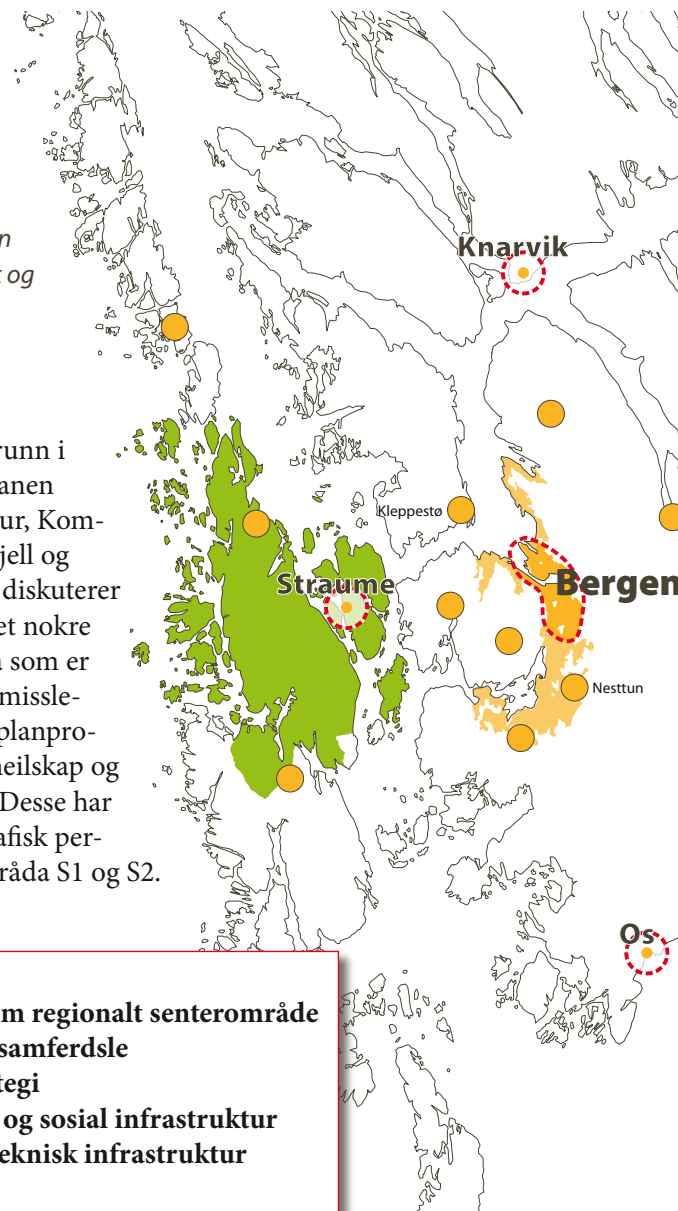 n
k og
Knarvik
runn i
anen
ur, Kom-
jell og
diskuterer
et nokre
som er
missle-
planpro-
neilskap og
Desse har
afisk per-
råda S1 og S2.
Kleppestø
Straume
Bergen
Nesttun
Os
om regionalt senterområde
samferdsle
tegi
og sosial infrastruktur
eknisk infrastruktur